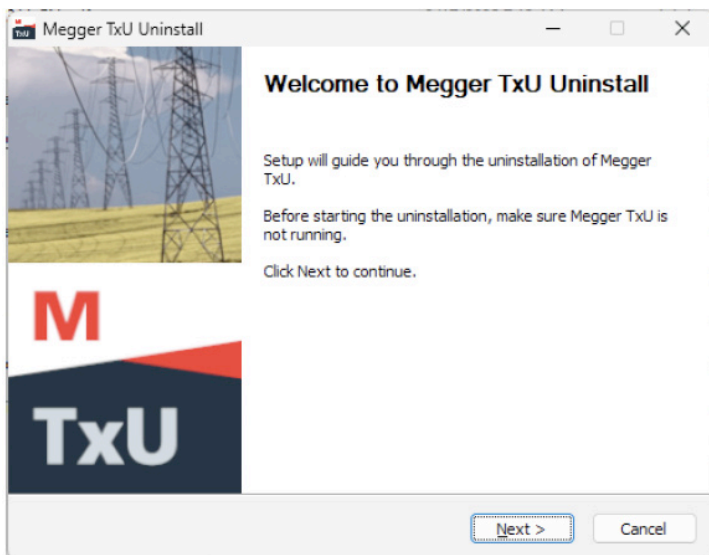 Megger TxU Uninstall
Welcome to Megger TxU Uninstall
Setup will guide you through the uninstallation of Megger
TxU.
Before starting the uninstallation, make sure Megger TxU is
not running.
Click Next to continue.
M
TxU
Next >
Cancel